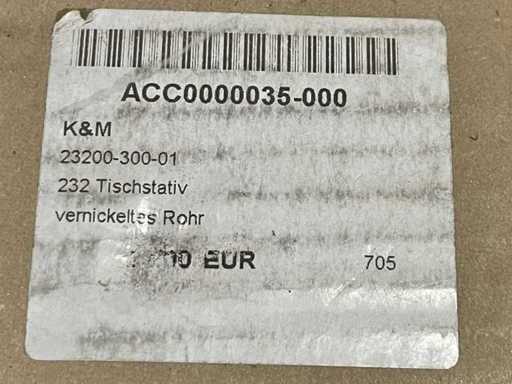 ACC0000035-000
K&M
23200-300-01
232 Tischstativ
vernickeltes Rohr
EUR 705